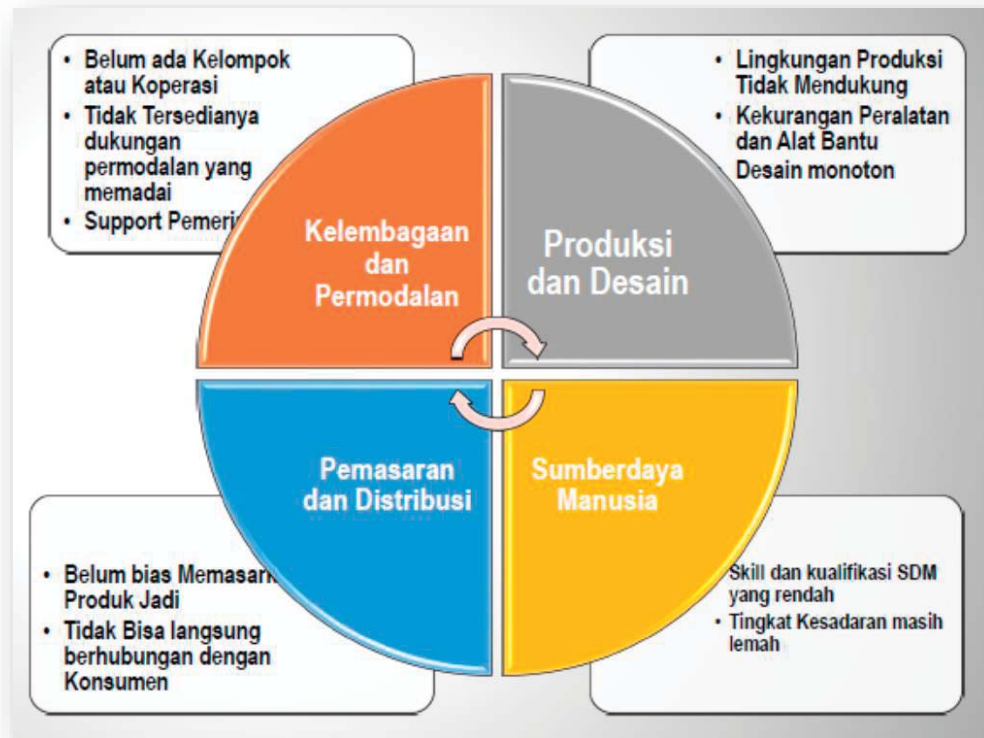 • Belum ada Kelompok
atau Koperasi
• Tidak Tersedianya
dukungan
permodalan yang
memadai
• Support
Kelembagaan
dan
Permodalan
• Lingkungan Produksi
Tidak Mendukung
• Kekurangan Peralatan
dan Alat Bantu
Desain monoton
Produksi
dan Desain
Pemasaran
dan Distribusi
• Belum bias
Produk Jadi
• Tidak Bisa langsung
berhubungan dengan
Konsumen
Sumberdaya
Manusia
Skill dan kualifikasi SDM
yang rendah
• Tingkat Kesadaran masih
lemah